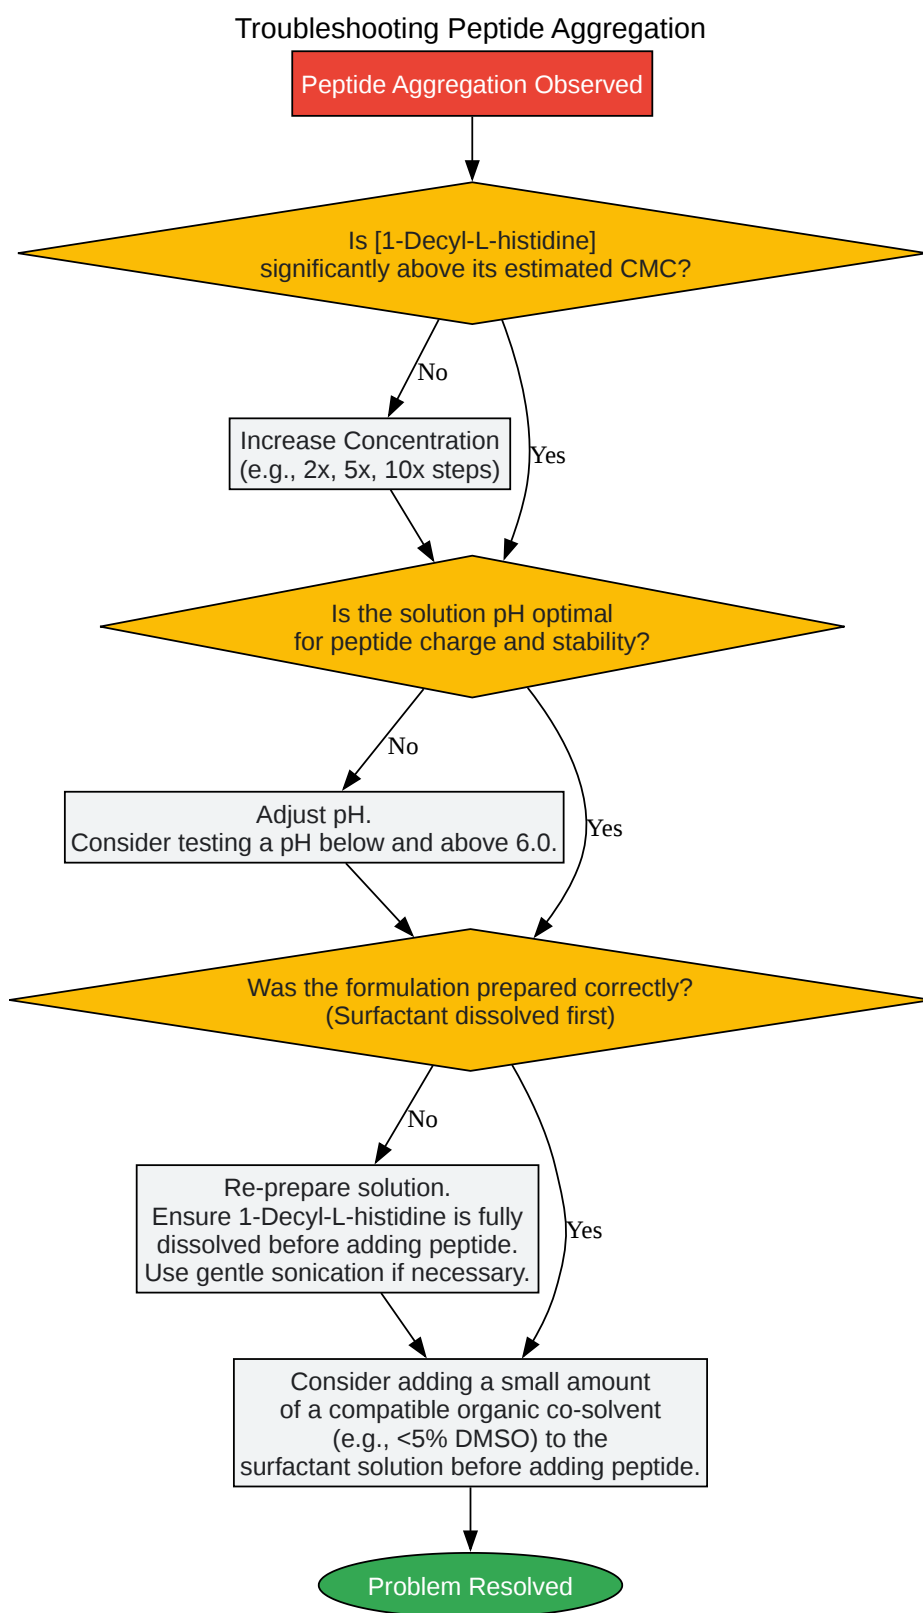 Troubleshooting Peptide Aggregation
Peptide Aggregation Observed
Is [1-Decyl-L-histidine]
significantly above its estimated CMC?
No
Increase Concentration
(e.g., 2x, 5x, 10x steps)
Yes
Is the solution pH optimal
for peptide charge and stability?
No
Adjust pH.
Consider testing a pH below and above 6.0.
Yes
Was the formulation prepared correctly?
(Surfactant dissolved first)
No
Re-prepare solution.
Ensure 1-Decyl-L-histidine is fully
dissolved before adding peptide.
Use gentle sonication if necessary.
Yes
Consider adding a small amount
of a compatible organic co-solvent
(e.g., <5% DMSO) to the
surfactant solution before adding peptide.
Problem Resolved